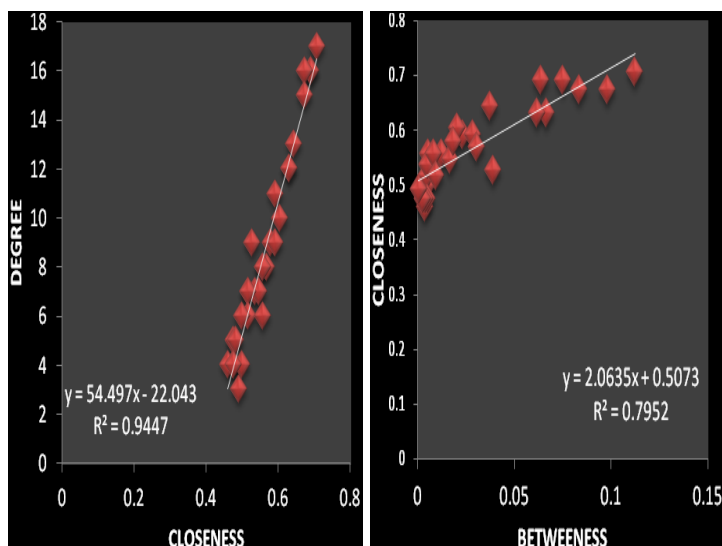 18
16
14
12
10
8
6
4
2
0
DEGREE
y = 54.497x - 22.043
R² = 0.9447
0 0.2 0.4 0.6 0.8
CLOSENESS
0.8
0.7
0.6
0.5
0.4
0.3
0.2
0.1
0
CLOSENESS
y = 2.0635x + 0.5073
R² = 0.7952
0 0.05 0.1 0.15
BETWEENESS